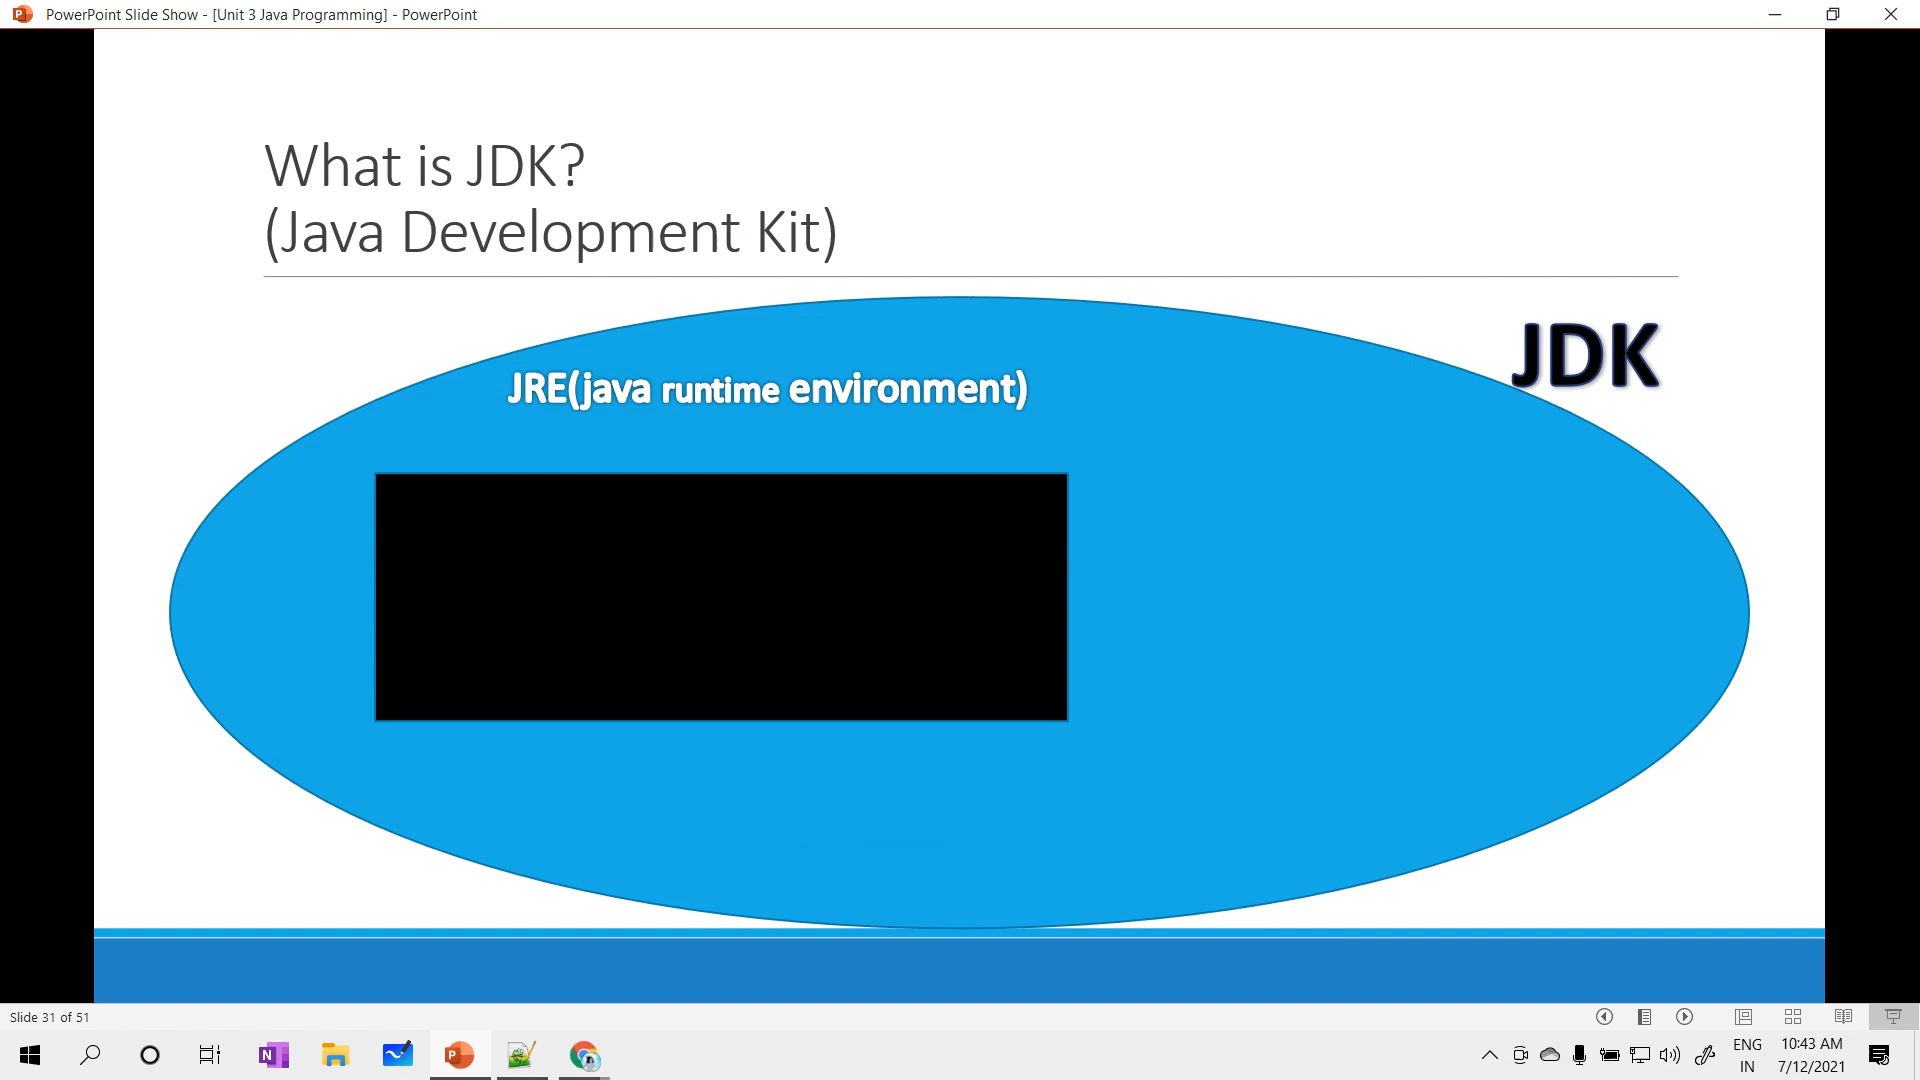 PowerPoint Slide Show - [Unit 3 Java Programming] - PowerPoint
What is JDK?
(Java Development Kit)
JDK
JRE(java runtime environment)
Slide 31 of 51
ENG
IN
10:43 AM
7/12/2021